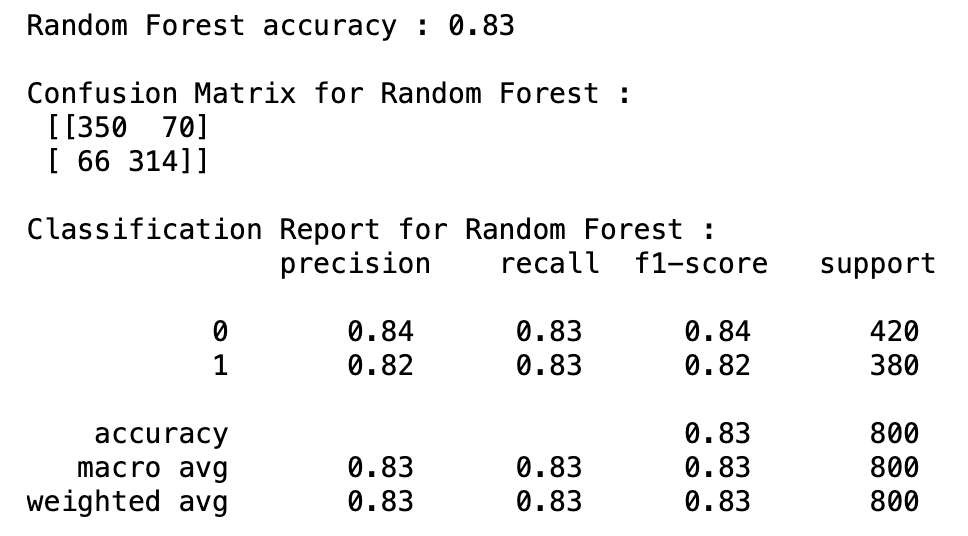 Random Forest accuracy : 0.83
Confusion Matrix for Random Forest :
[[350  70]
[ 66 314]]
Classification Report for Random Forest :
precision    recall  f1-score   support
0       0.84      0.83      0.84       420
1       0.82      0.83      0.82       380
accuracy                           0.83       800
macro avg       0.83      0.83      0.83       800
weighted avg       0.83      0.83      0.83       800